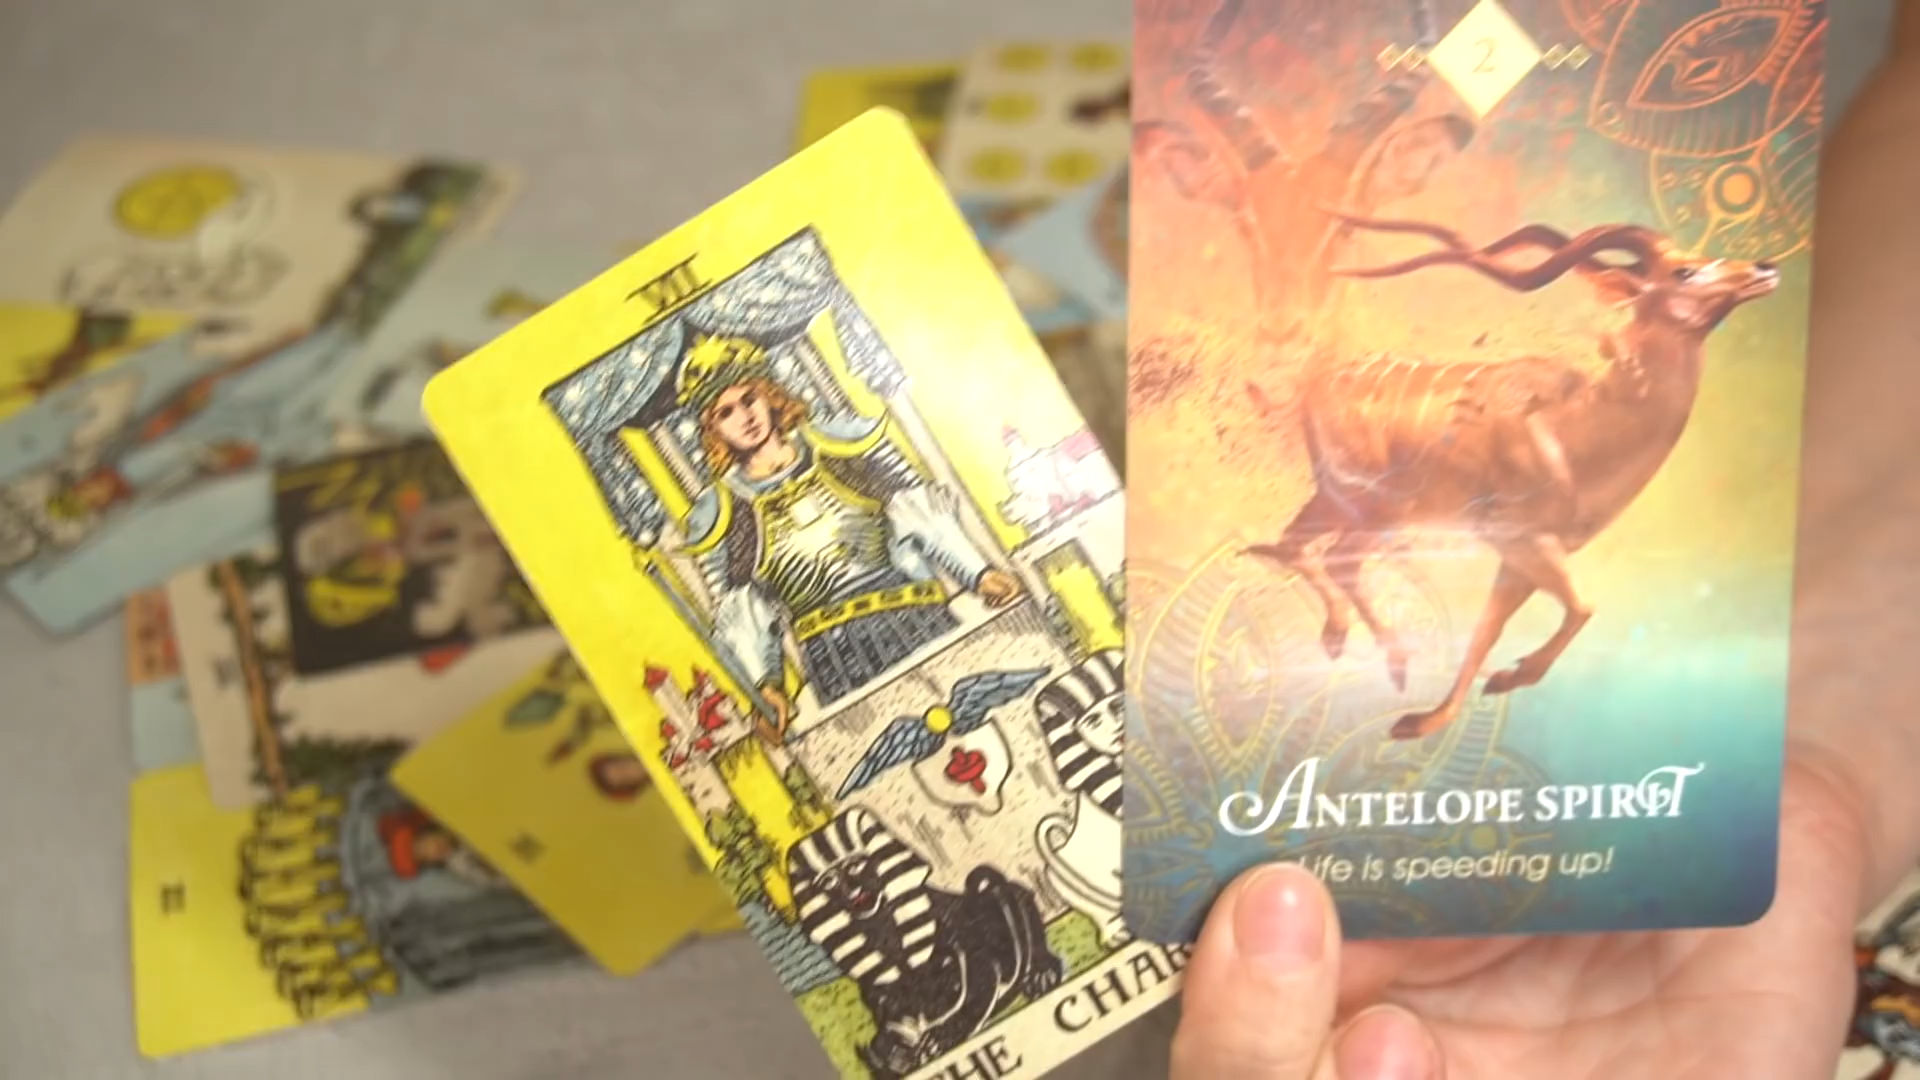 VII
THE CHAR
2
ANTELOPE SPIRIT
Life is speeding up!